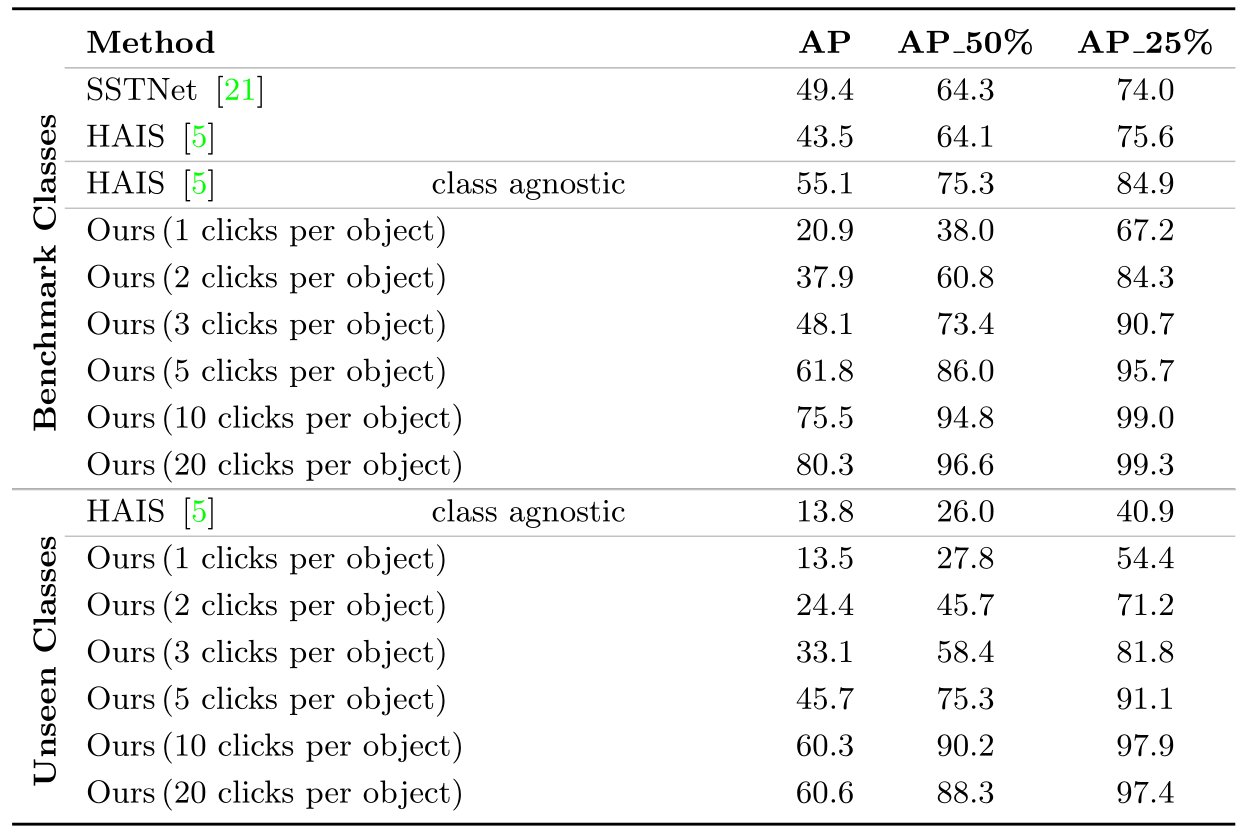 Method AP AP_50% AP_25%
Benchmark Classes
SSTNet [21] 49.4 64.3 74.0
HAIS [5] 43.5 64.1 75.6
HAIS [5] class agnostic 55.1 75.3 84.9
Ours (1 clicks per object) 20.9 38.0 67.2
Ours (2 clicks per object) 37.9 60.8 84.3
Ours (3 clicks per object) 48.1 73.4 90.7
Ours (5 clicks per object) 61.8 86.0 95.7
Ours (10 clicks per object) 75.5 94.8 99.0
Ours (20 clicks per object) 80.3 96.6 99.3
Unseen Classes
HAIS [5] class agnostic 13.8 26.0 40.9
Ours (1 clicks per object) 13.5 27.8 54.4
Ours (2 clicks per object) 24.4 45.7 71.2
Ours (3 clicks per object) 33.1 58.4 81.8
Ours (5 clicks per object) 45.7 75.3 91.1
Ours (10 clicks per object) 60.3 90.2 97.9
Ours (20 clicks per object) 60.6 88.3 97.4